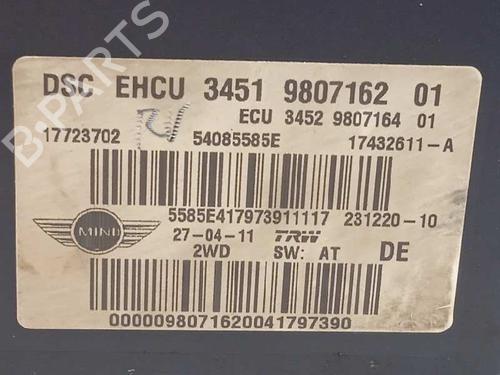 DSC EHCU 3451 9807162 01
ECU 3452 9807164 01
17723702 54085585E 17432611-A
5585E417973911117 231220-10
MINI
27-04-11 TRW DE
2WD SW: AT
0000098071620041797390
B-PARTS